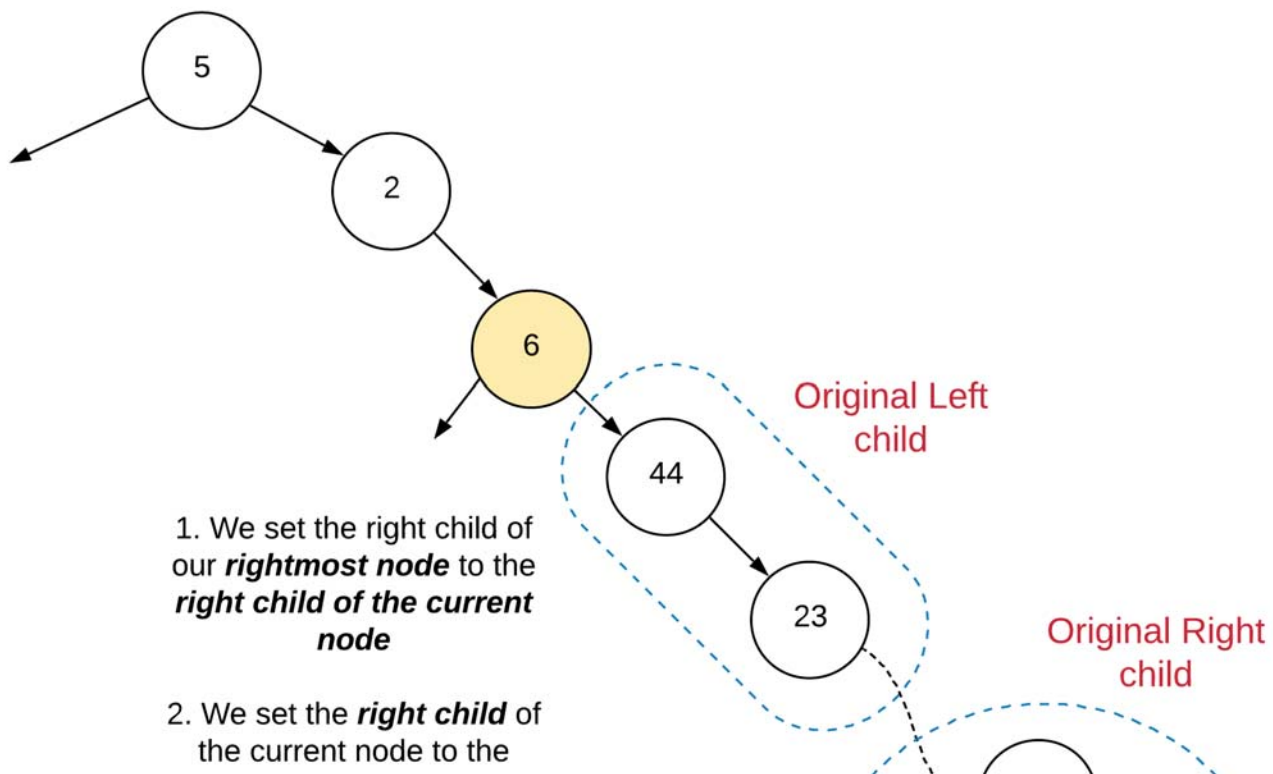 5
2
6
Original Left
child
44
1. We set the right child of
our rightmost node to the
right child of the current
node
23
Original Right
child
2. We set the right child of
the current node to the